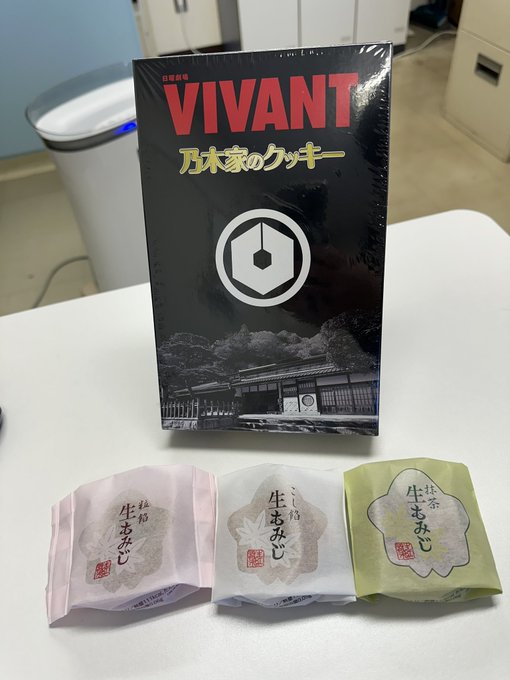 日曜劇場
VIVANT
乃木家のクッキー
粒餡
生もみじ
こし餡
生もみじ
抹茶
生もみじ